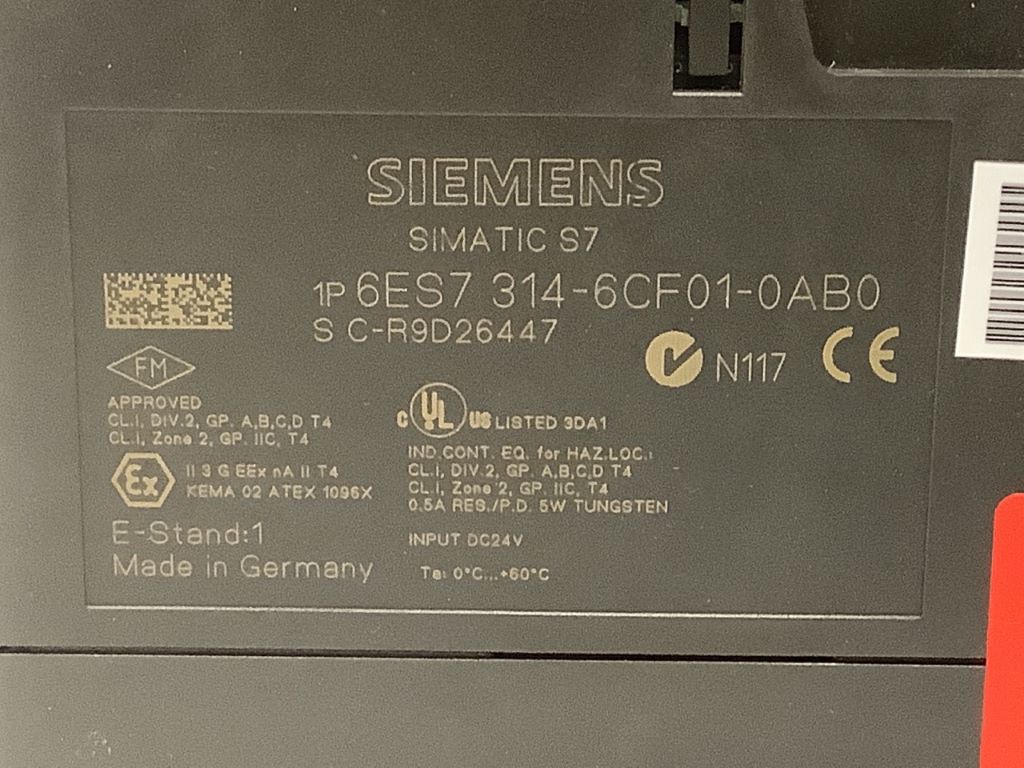 SIEMENS
SIMATIC S7
1P 6ES7 314-6CF01-0AB0
S C-R9D26447
N117 CE
FM
APPROVED
CL.I, DIV.2, GP. A,B,C,D T4
CL.I, Zone 2, GP. IIC, T4
Ex II 3 G EEx nA II T4
KEMA 02 ATEX 1096X
E-Stand:1
Made in Germany
C UL US LISTED 3DA1
IND.CONT. EQ. for HAZ.LOC.:
CL.I, DIV.2, GP. A,B,C,D T4
CL.I, Zone 2, GP. IIC, T4
0.5A RES./P.D. 5W TUNGSTEN
INPUT DC24V
Ta: 0°C...+60°C